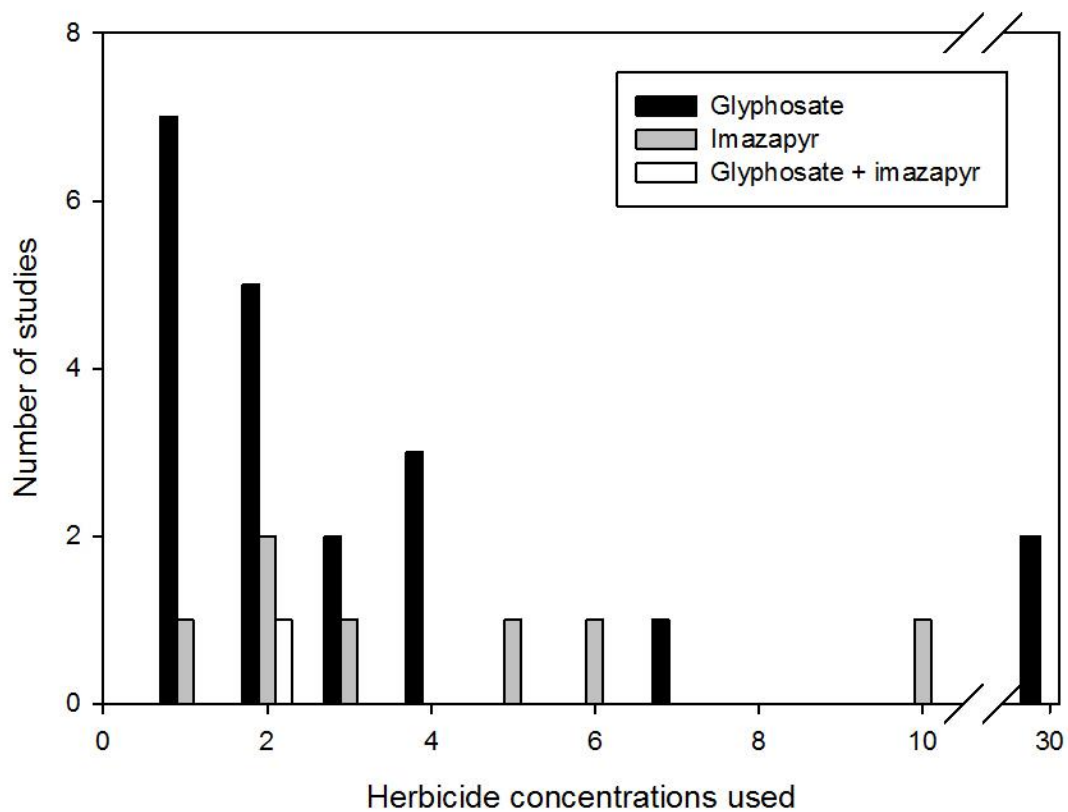 8
6
4
2
0
Number of studies
Glyphosate
Imazapyr
Glyphosate + imazapyr
0 2 4 6 8 10 30
Herbicide concentrations used